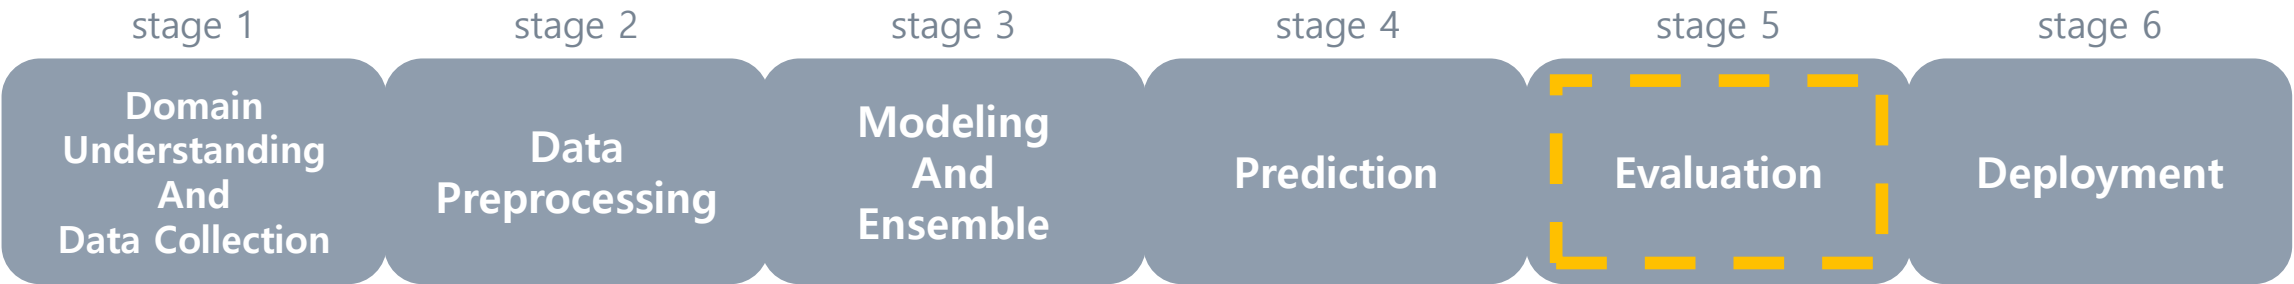 stage 1
stage 2
stage 3
stage 4
stage 5
stage 6
Domain
Understanding
And
Data Collection
Data
Preprocessing
Modeling
And
Ensemble
Prediction
Evaluation
Deployment